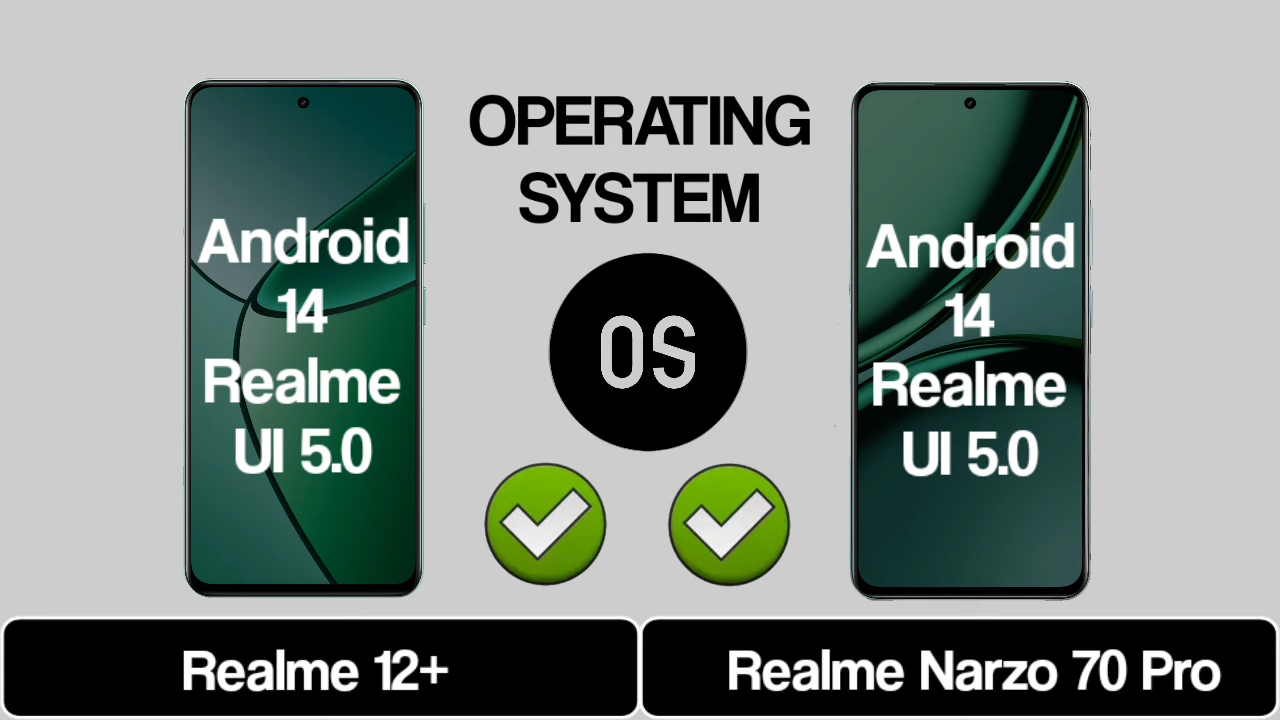 OPERATING
SYSTEM
Android
14
Realme
UI 5.0
OS
Android
14
Realme
UI 5.0
Realme 12+
Realme Narzo 70 Pro